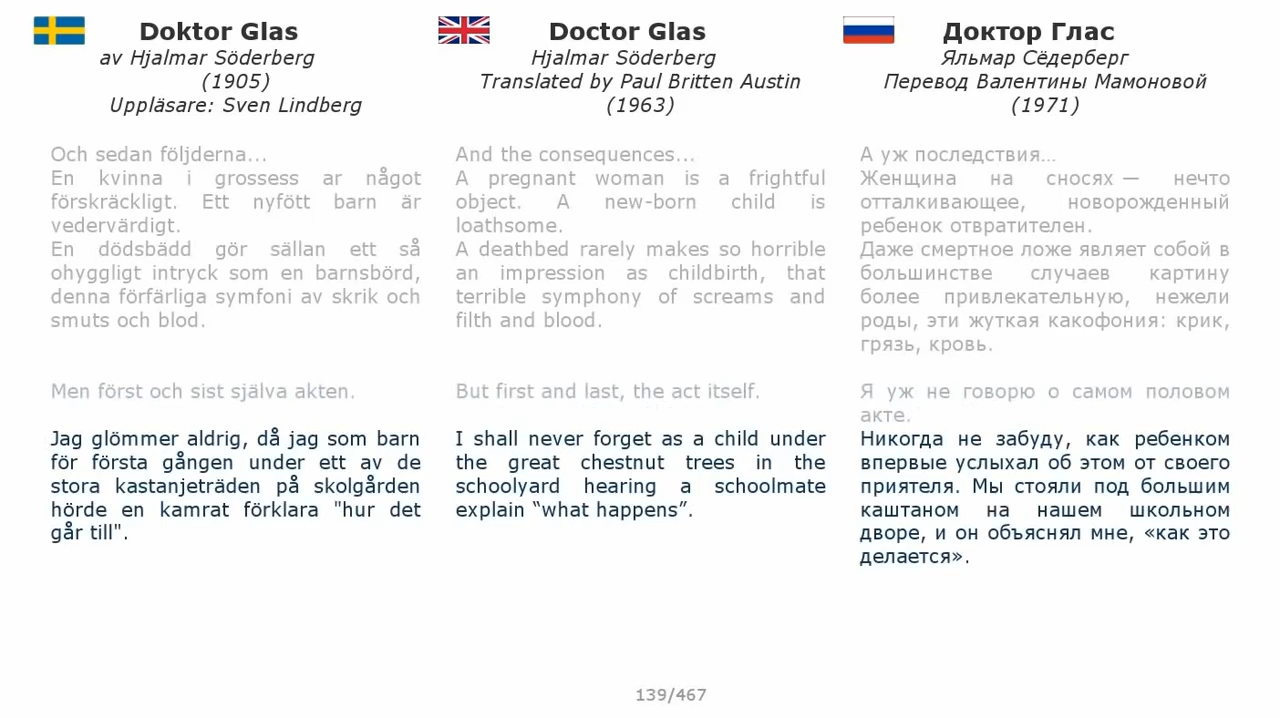 Doktor Glas
av Hjalmar Söderberg
(1905)
Uppläsare: Sven Lindberg
Och sedan följderna...
En kvinna i grossess ar något
förskräckligt. Ett nyfött barn är
vedervärdigt.
En dödsbädd gör sällan ett så
ohyggligt intryck som en barnsbörd,
denna förfärliga symfoni av skrik och
smuts och blod.
Men först och sist själva akten.
Jag glömmer aldrig, då jag som barn
för första gången under ett av de
stora kastanjeträden på skolgården
hörde en kamrat förklara "hur det
går till".
Doctor Glas
Hjalmar Söderberg
Translated by Paul Britten Austin
(1963)
And the consequences...
A pregnant woman is a frightful
object. A new-born child is
loathsome.
A deathbed rarely makes so horrible
an impression as childbirth, that
terrible symphony of screams and
filth and blood.
But first and last, the act itself.
I shall never forget as a child under
the great chestnut trees in the
schoolyard hearing a schoolmate
explain “what happens”.
Доктор Глас
Яльмар Сёдерберг
Перевод Валентины Мамоновой
(1971)
А уж последствия…
Женщина на сносях — нечто
отталкивающее, новорожденный
ребенок отвратителен.
Даже смертное ложе являет собой в
большинстве случаев картину
более привлекательную, нежели
роды, эти жуткая какофония: крик,
грязь, кровь.
Я уж не говорю о самом половом
акте.
Никогда не забуду, как ребенком
впервые услыхал об этом от своего
приятеля. Мы стояли под большим
каштаном на нашем школьном
дворе, и он объяснял мне, «как это
делается».
139/467